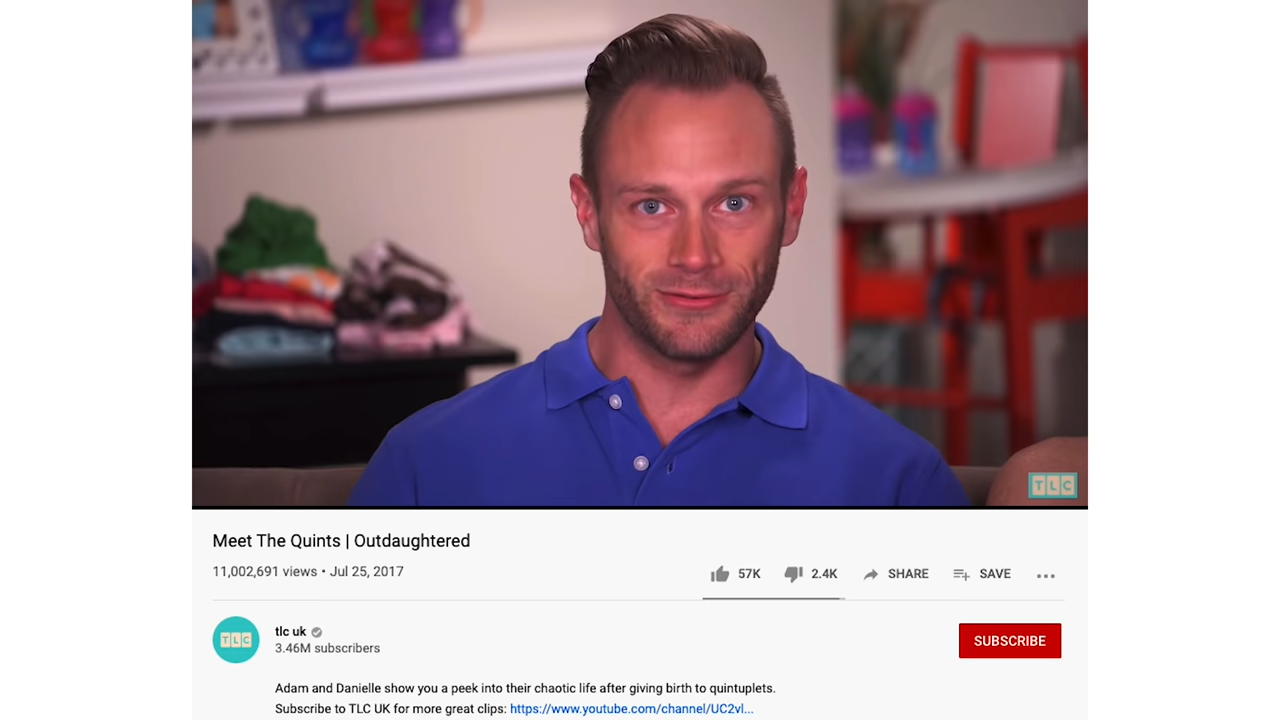 TLC
Meet The Quints | Outdaughtered
11,002,691 views • Jul 25, 2017
57K 2.4K SHARE SAVE ...
TLC
tlc uk
3.46M subscribers
SUBSCRIBE
Adam and Danielle show you a peek into their chaotic life after giving birth to quintuplets.
Subscribe to TLC UK for more great clips: https://www.youtube.com/channel/UC2vl...